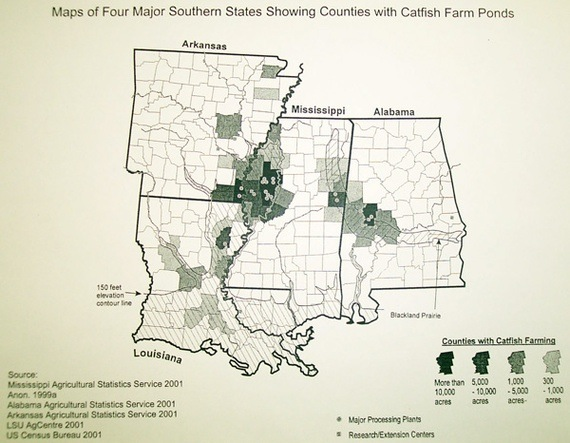 Maps of Four Major Southern States Showing Counties with Catfish Farm Ponds
Arkansas
Mississippi
Alabama
150 feet
elevation
contour line
Blackland Prairie
Louisiana
Counties with Catfish Farming
More than
10,000
acres
5,000
- 10,000
acres
1,000
- 5,000
acres-
300
- 1,000
acres
Source:
Mississippi Agricultural Statistics Service 2001
Anon. 1999a
Alabama Agricultural Statistics Service 2001
Arkansas Agricultural Statistics Service 2001
LSU AgCentre 2001
US Census Bureau 2001
Major Processing Plants
Research/Extension Centers